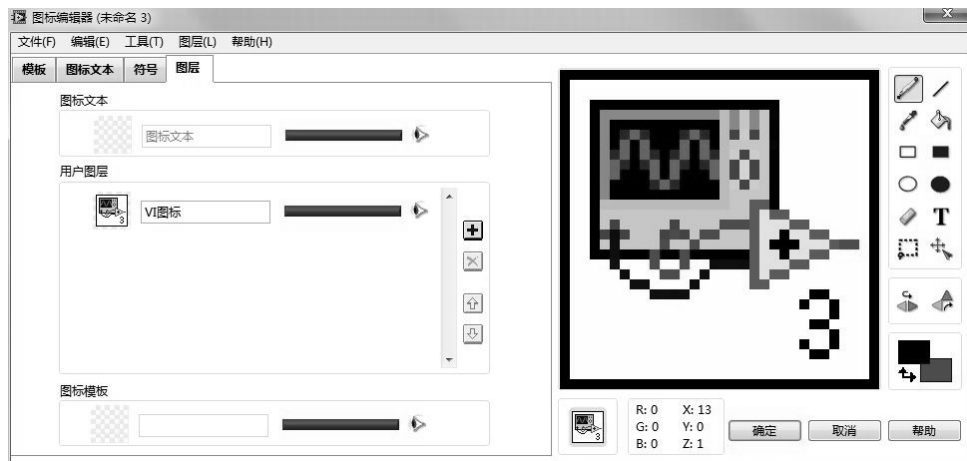 图标编辑器 (未命名 3)
文件(F) 编辑(E) 工具(T) 图层(L) 帮助(H)
模板 图标文本 符号 图层
图标文本
图标文本
用户图层
VI图标
3
图标模板
3
T
R: 0 X: 13
G: 0 Y: 0
B: 0 Z: 1
3
确定 取消 帮助